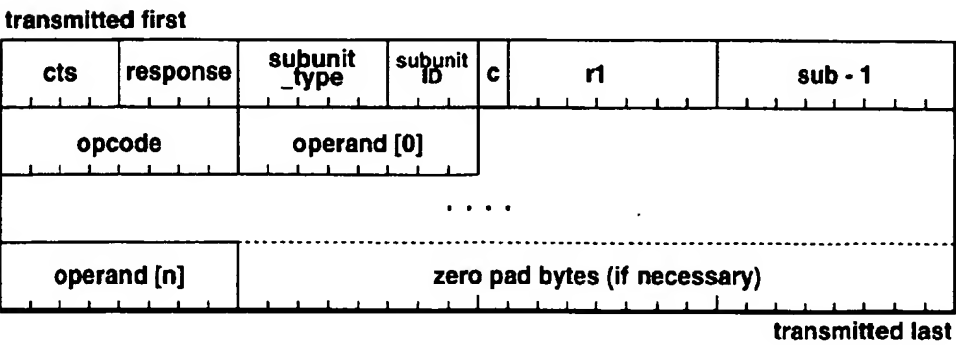 transmitted first
cts response subunit _type subunit ID c r1 sub - 1
opcode operand [0]
. . . .
operand [n] zero pad bytes (if necessary)
transmitted last